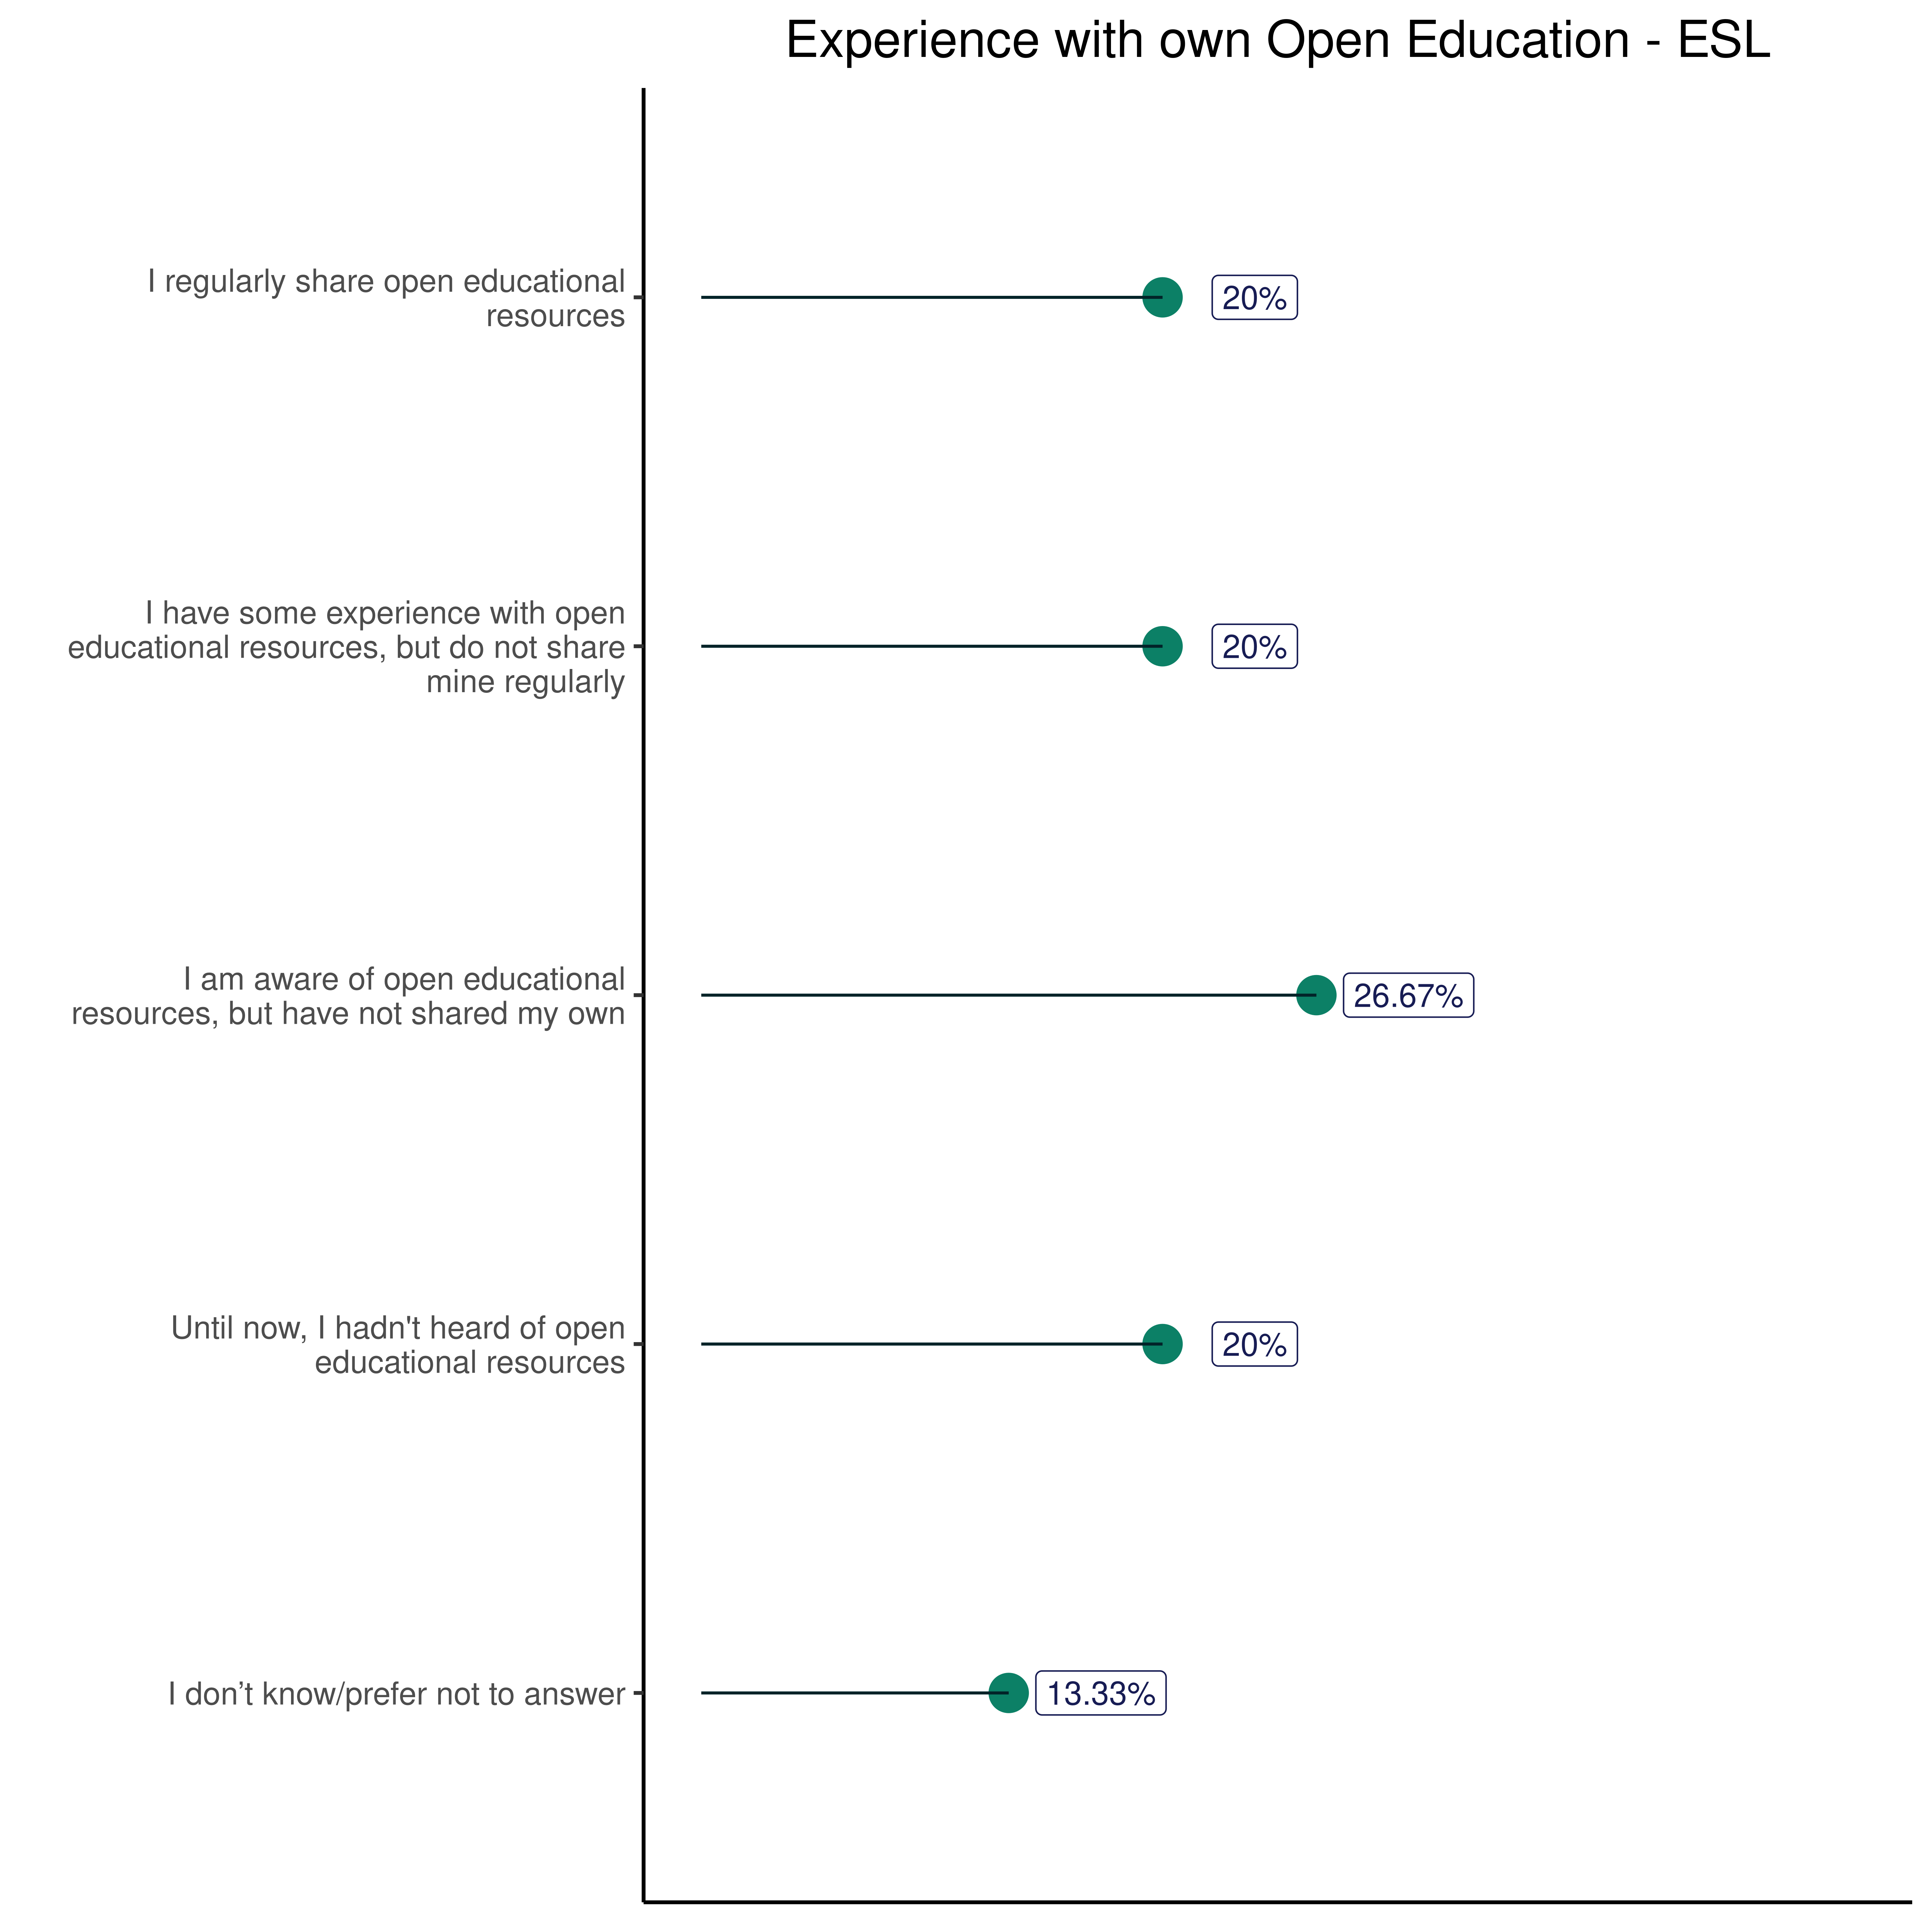 Experience with own Open Education - ESL
I regularly share open educational
resources
20%
I have some experience with open
educational resources, but do not share
mine regularly
20%
I am aware of open educational
resources, but have not shared my own
26.67%
Until now, I hadn't heard of open
educational resources
20%
I don’t know/prefer not to answer
13.33%